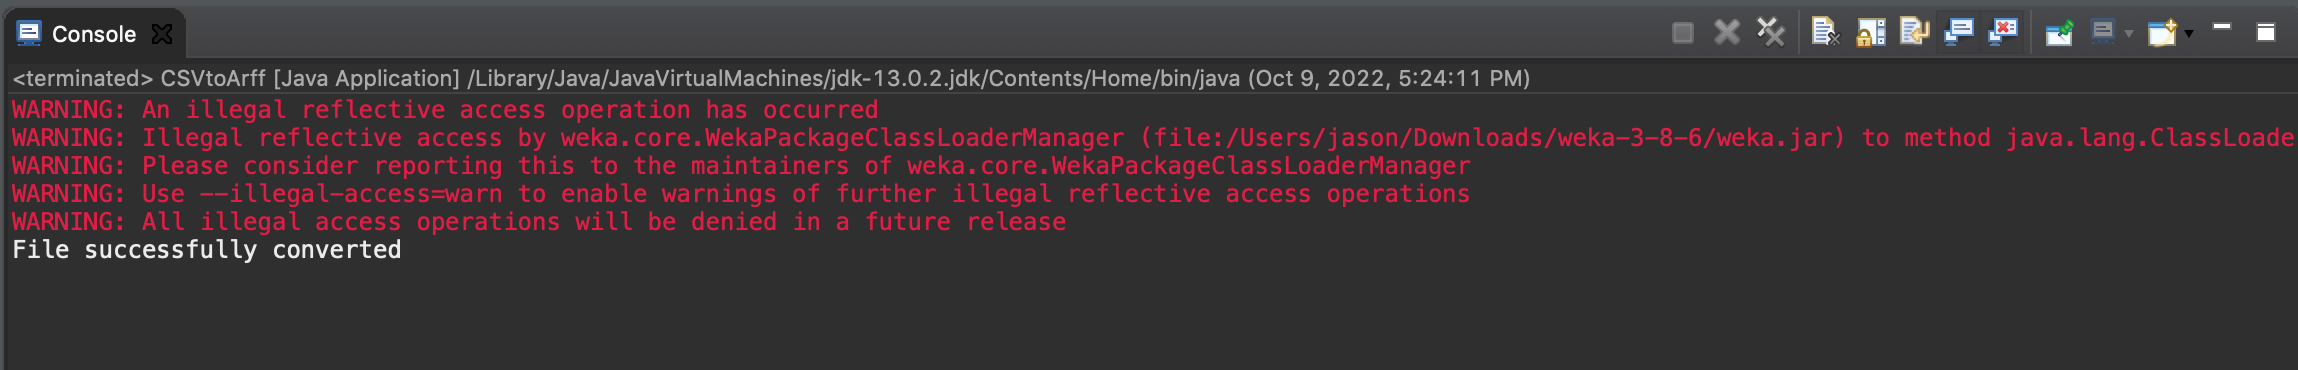 Console
<terminated> CSVtoArff [Java Application] /Library/Java/JavaVirtualMachines/jdk-13.0.2.jdk/Contents/Home/bin/java (Oct 9, 2022, 5:24:11 PM)
WARNING: An illegal reflective access operation has occurred
WARNING: Illegal reflective access by weka.core.WekaPackageClassLoaderManager (file:/Users/jason/Downloads/weka-3-8-6/weka.jar) to method java.lang.ClassLoade
WARNING: Please consider reporting this to the maintainers of weka.core.WekaPackageClassLoaderManager
WARNING: Use --illegal-access=warn to enable warnings of further illegal reflective access operations
WARNING: All illegal access operations will be denied in a future release
File successfully converted